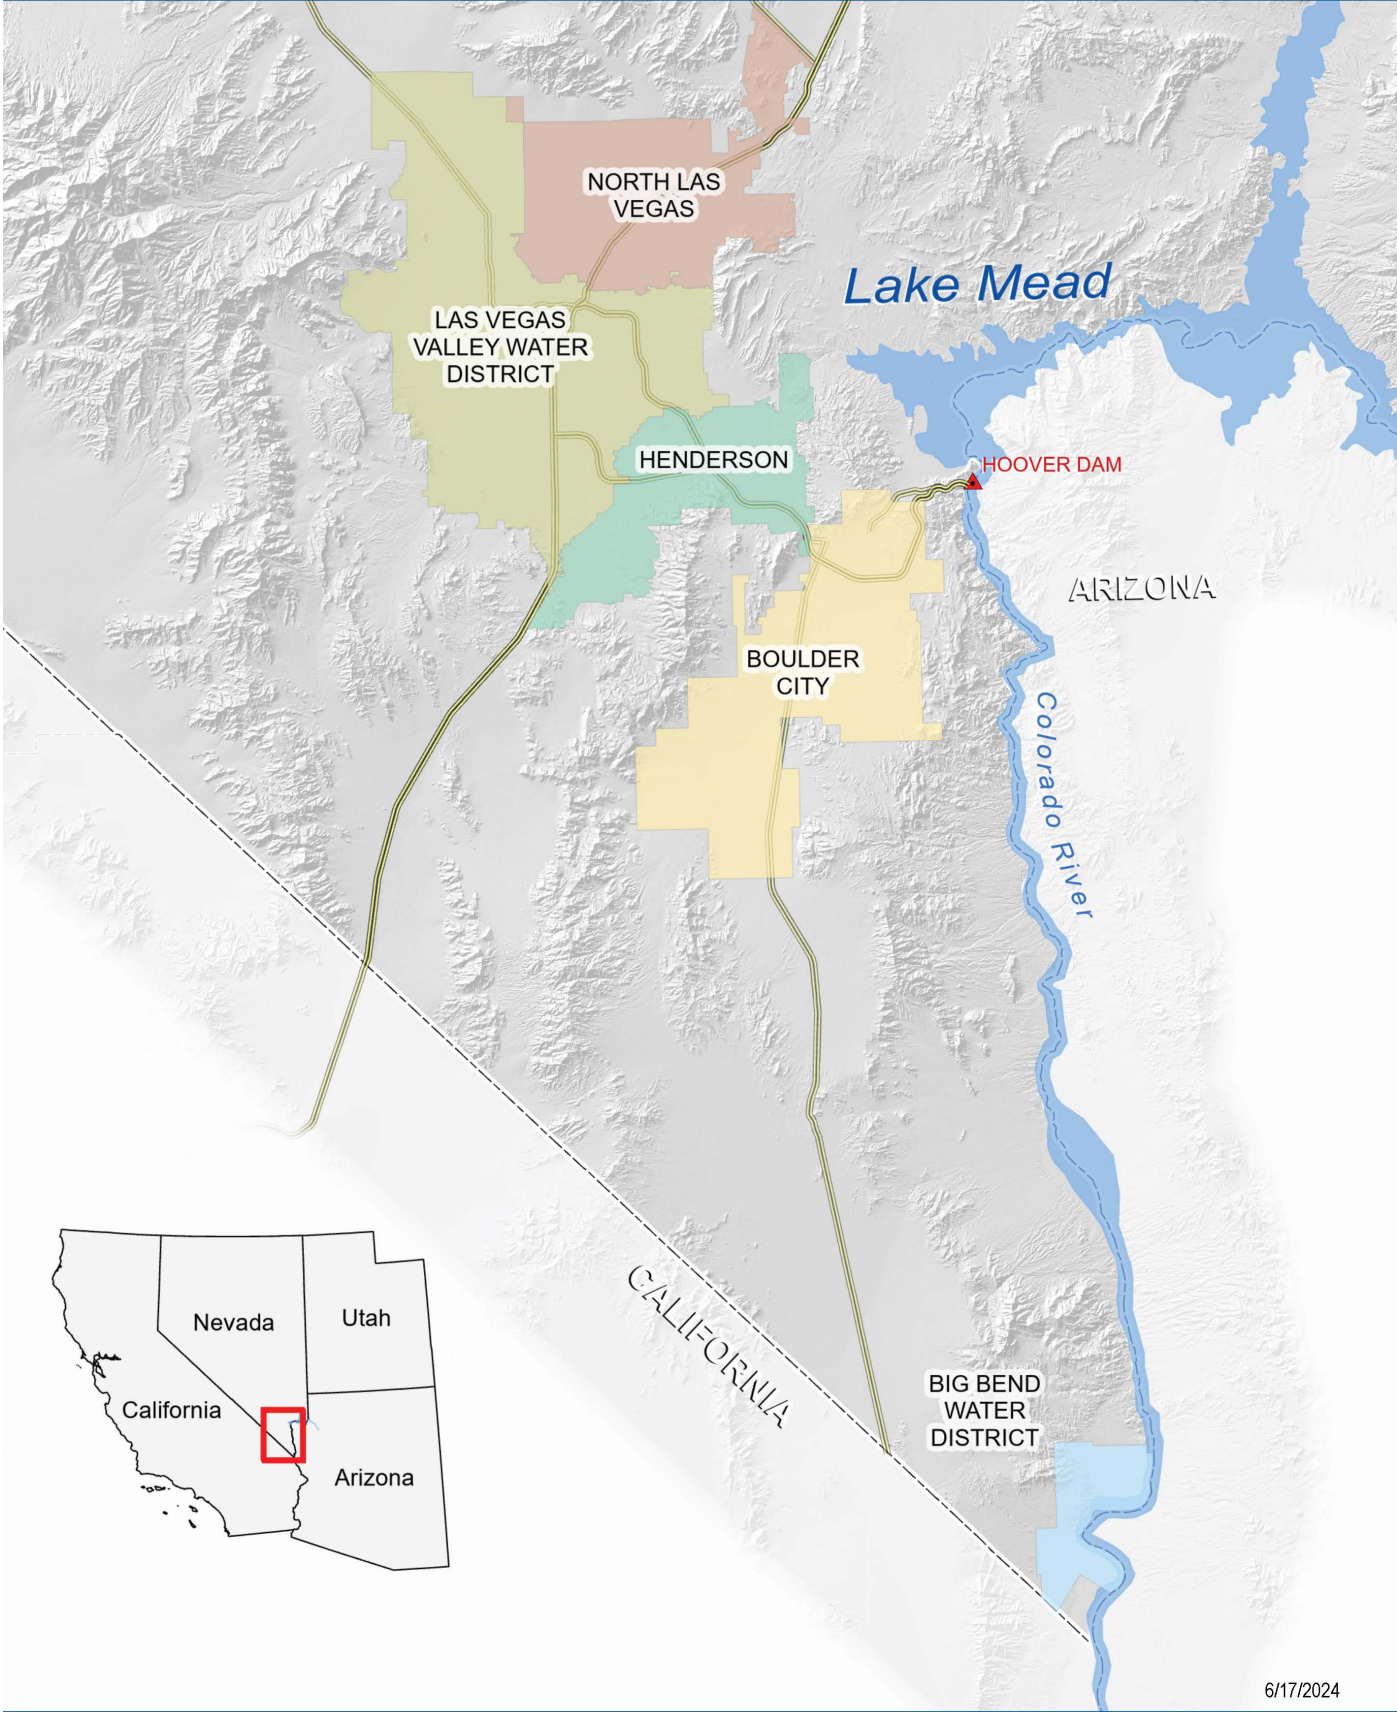 NORTH LAS
VEGAS
Lake Mead
LAS VEGAS
VALLEY WATER
DISTRICT
HENDERSON
HOOVER DAM
ARIZONA
BOULDER
CITY
Colorado River
CALIFORNIA
Nevada
Utah
California
Arizona
BIG BEND
WATER
DISTRICT
6/17/2024